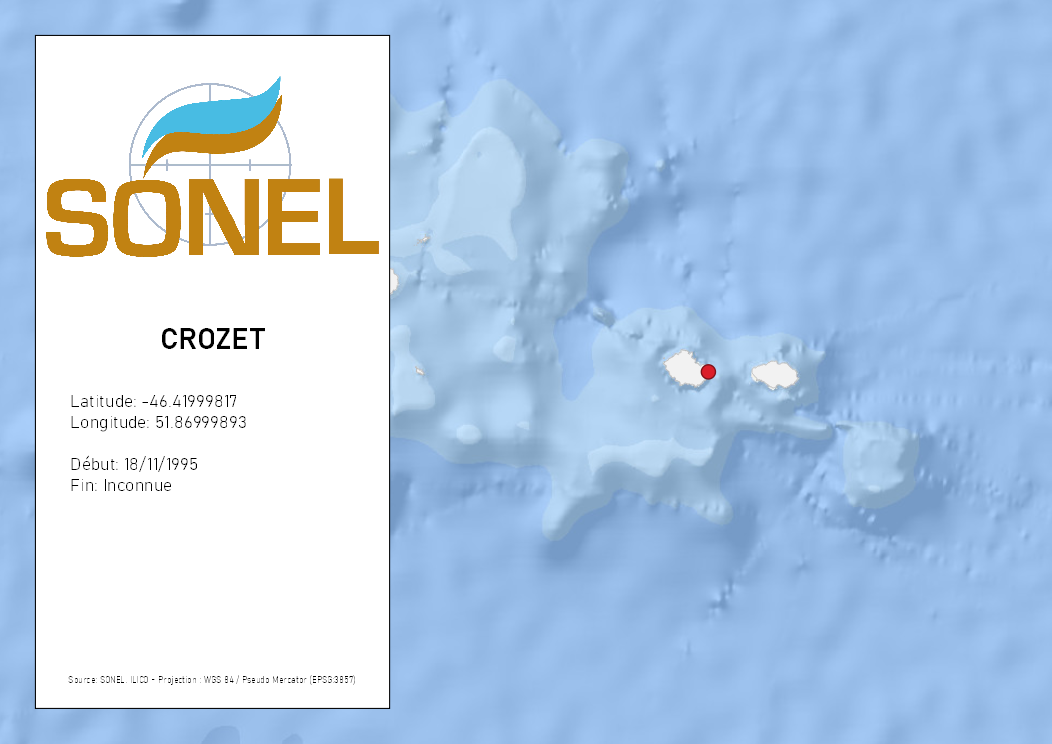 SONEL
CROZET
Latitude: -46.41999817
Longitude: 51.86999893
Début: 18/11/1995
Fin: Inconnue
Source: SONEL, ILICO - Projection : WGS 84 / Pseudo Mercator (EPSG:3857)